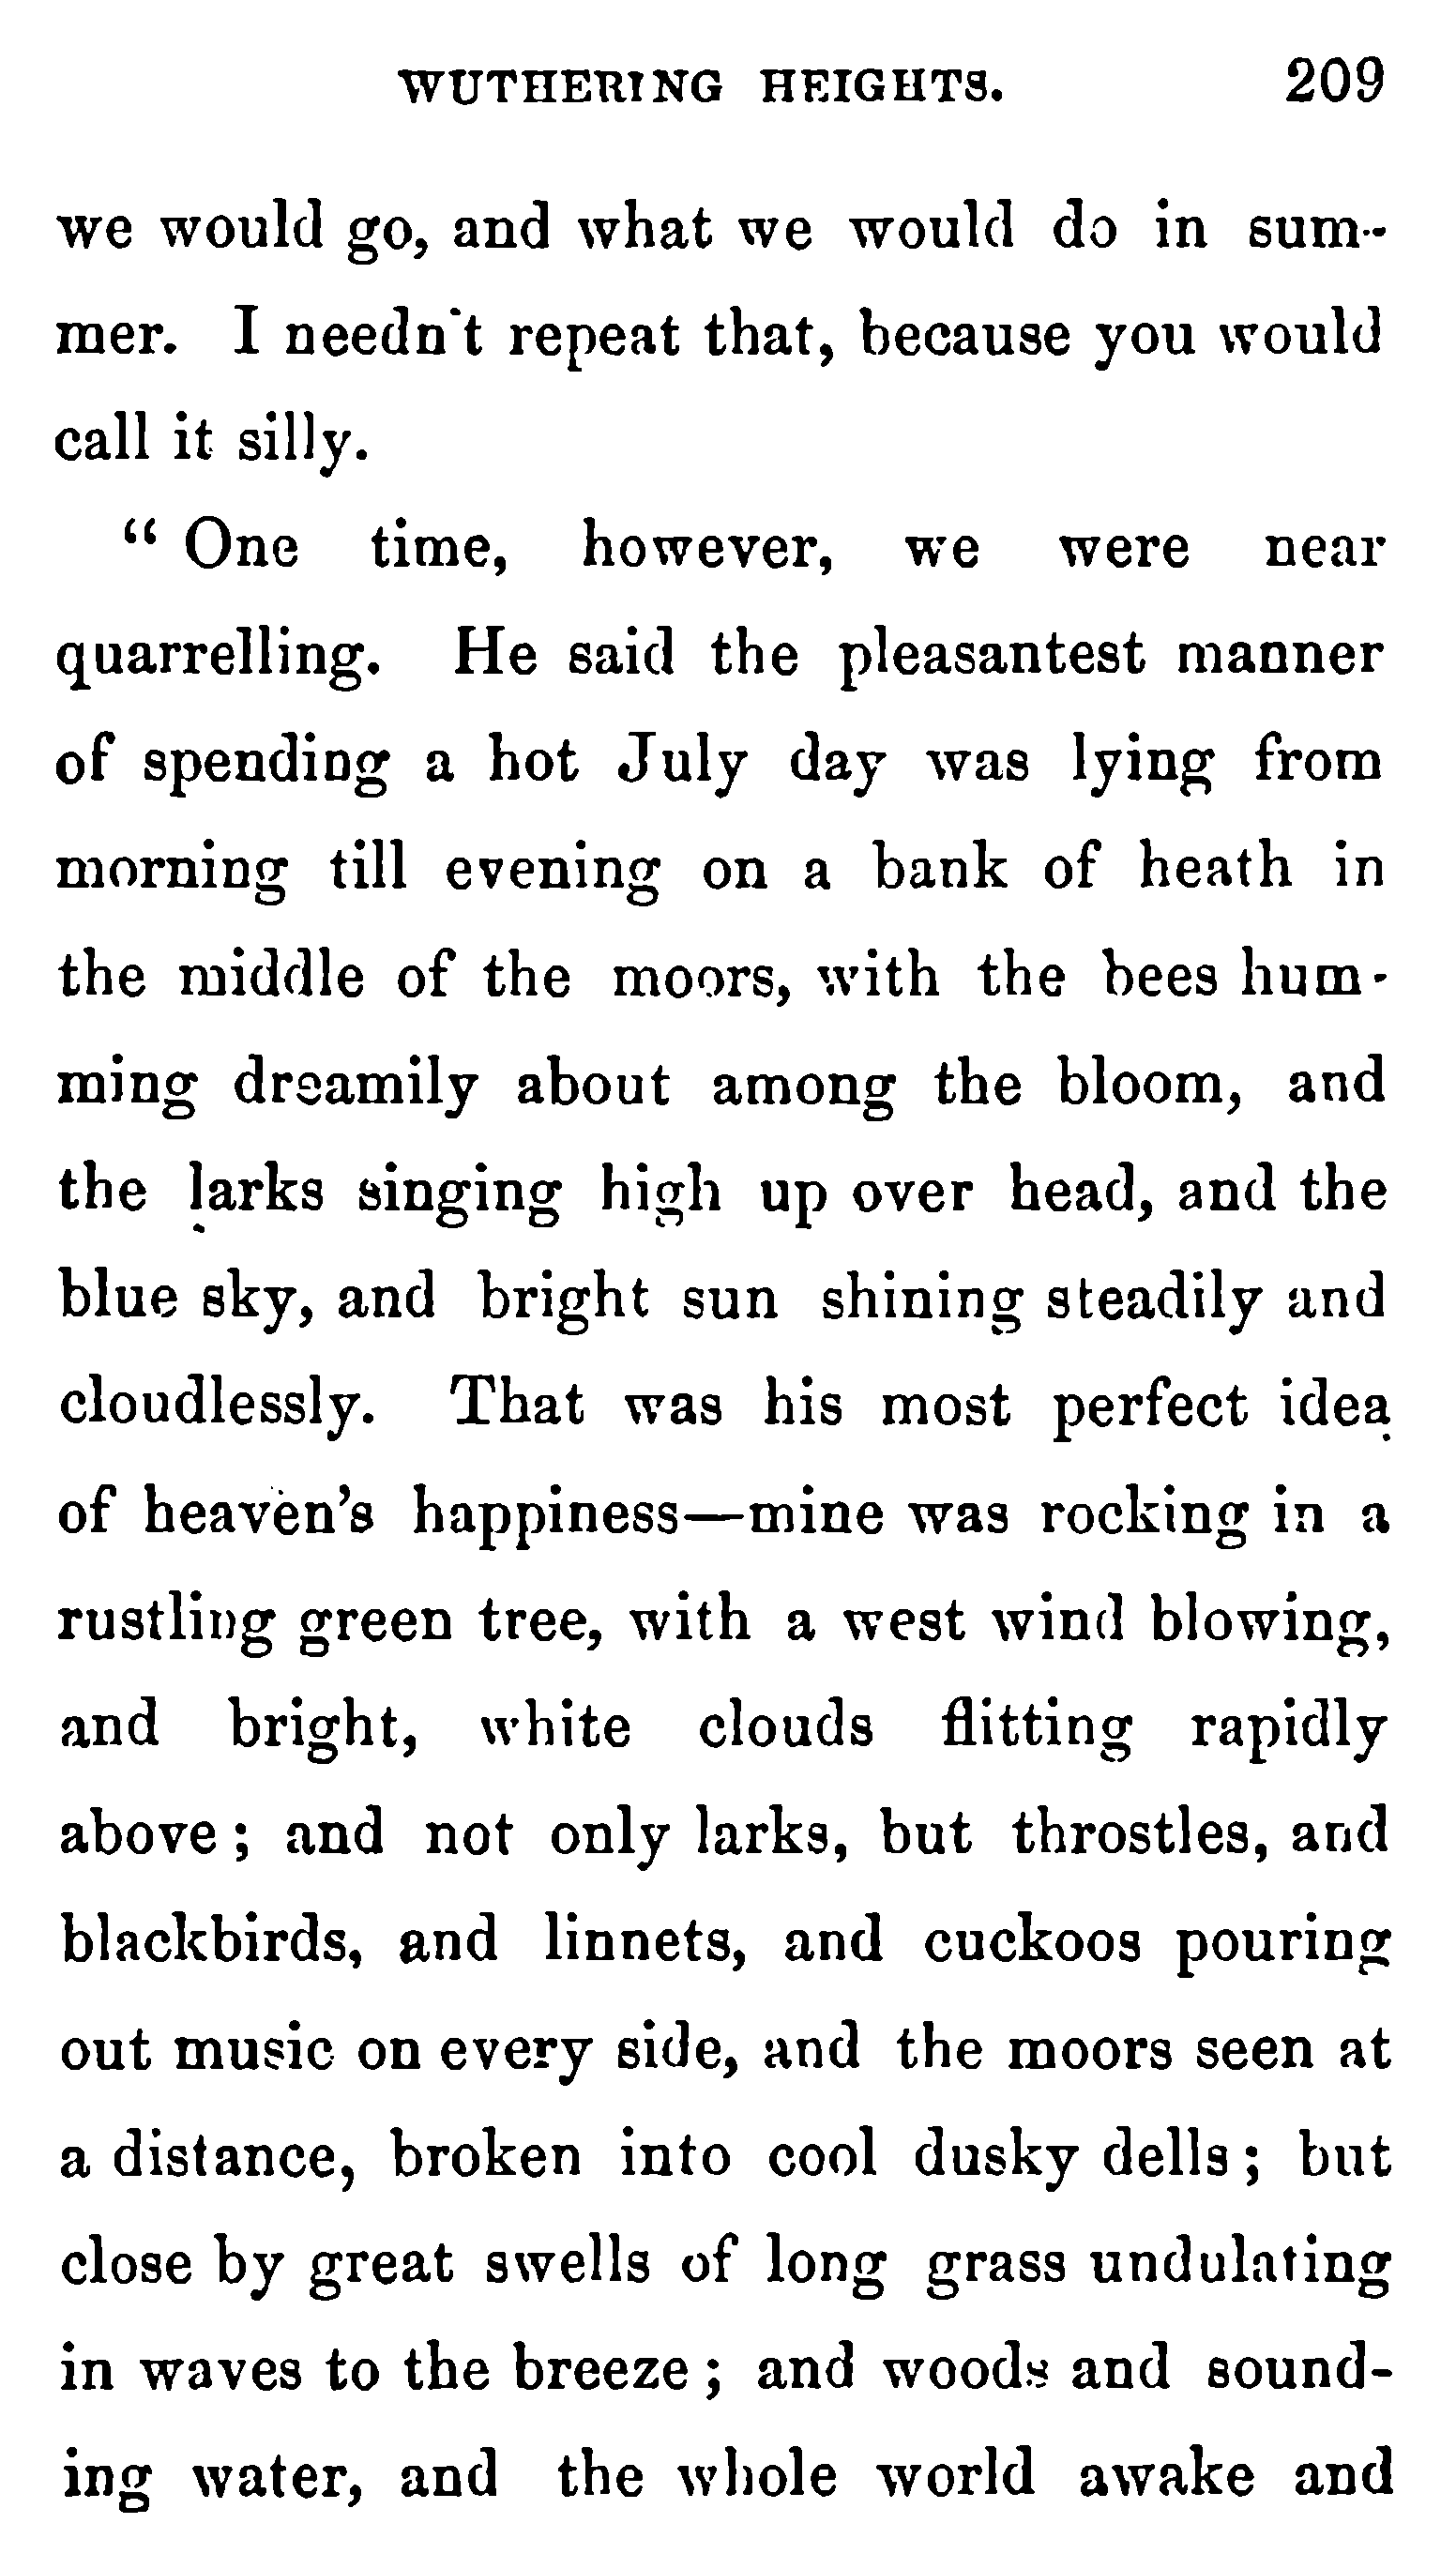 WUTHERING HEIGHTS. 209
we would go, and what we would do in sum-
mer. I needn't repeat that, because you would
call it silly.
“ One time, however, we were near
quarrelling. He said the pleasantest manner
of spending a hot July day was lying from
morning till evening on a bank of heath in
the middle of the moors, with the bees hum-
ming dreamily about among the bloom, and
the larks singing high up over head, and the
blue sky, and bright sun shining steadily and
cloudlessly. That was his most perfect idea
of heaven's happiness—mine was rocking in a
rustling green tree, with a west wind blowing,
and bright, white clouds flitting rapidly
above ; and not only larks, but throstles, and
blackbirds, and linnets, and cuckoos pouring
out music on every side, and the moors seen at
a distance, broken into cool dusky dells ; but
close by great swells of long grass undulating
in waves to the breeze ; and woods and sound-
ing water, and the whole world awake and